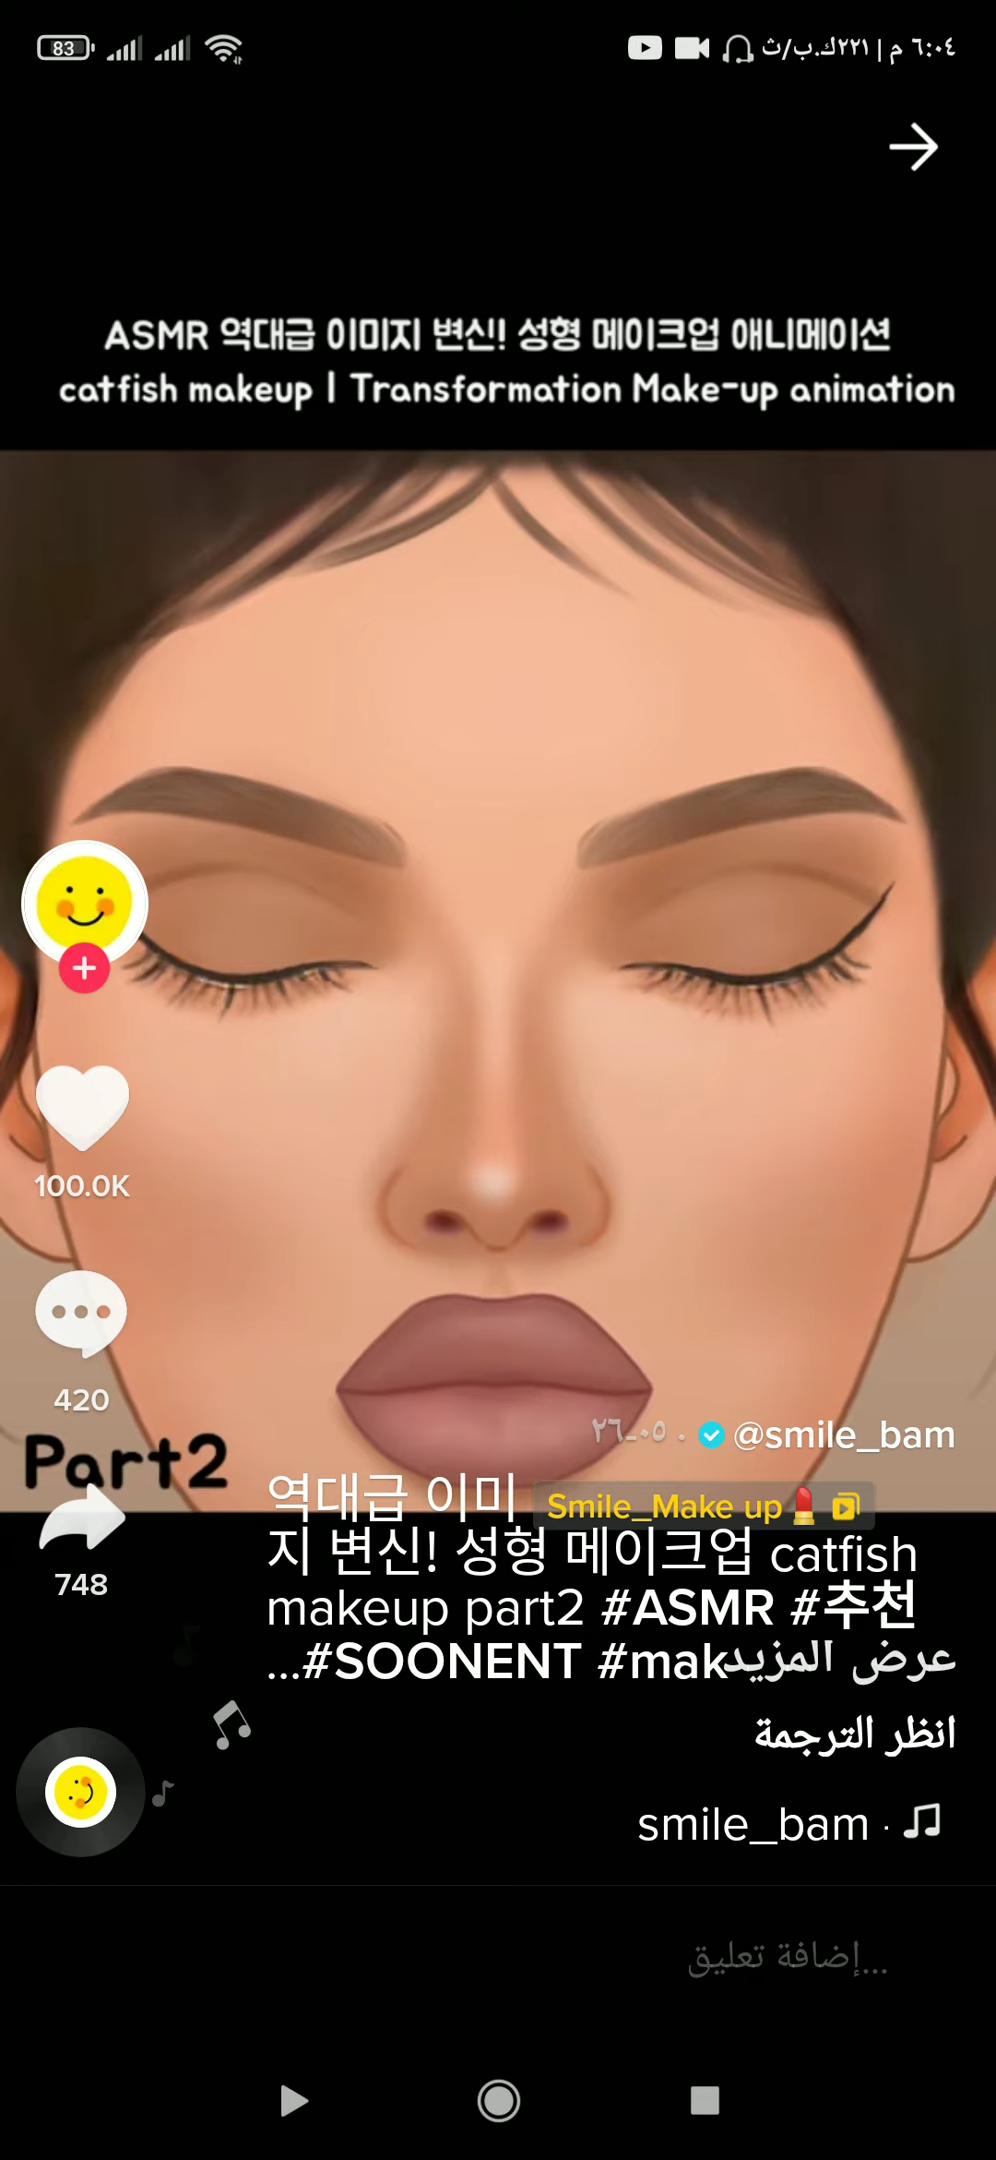 83
٦:٠٤ م | ٢٢١ك.ب/ث
ASMR 역대급 이미지 변신! 성형 메이크업 애니메이션
catfish makeup | Transformation Make-up animation
100.0K
420
Part2
748
@smile_bam · ٠٥-٢٦
Smile_Make up
역대급 이미
지 변신! 성형 메이크업 catfish
makeup part2 #ASMR #추천
#SOONENT #mak...
عرض المزيد
انظر الترجمة
smile_bam ·
إضافة تعليق...